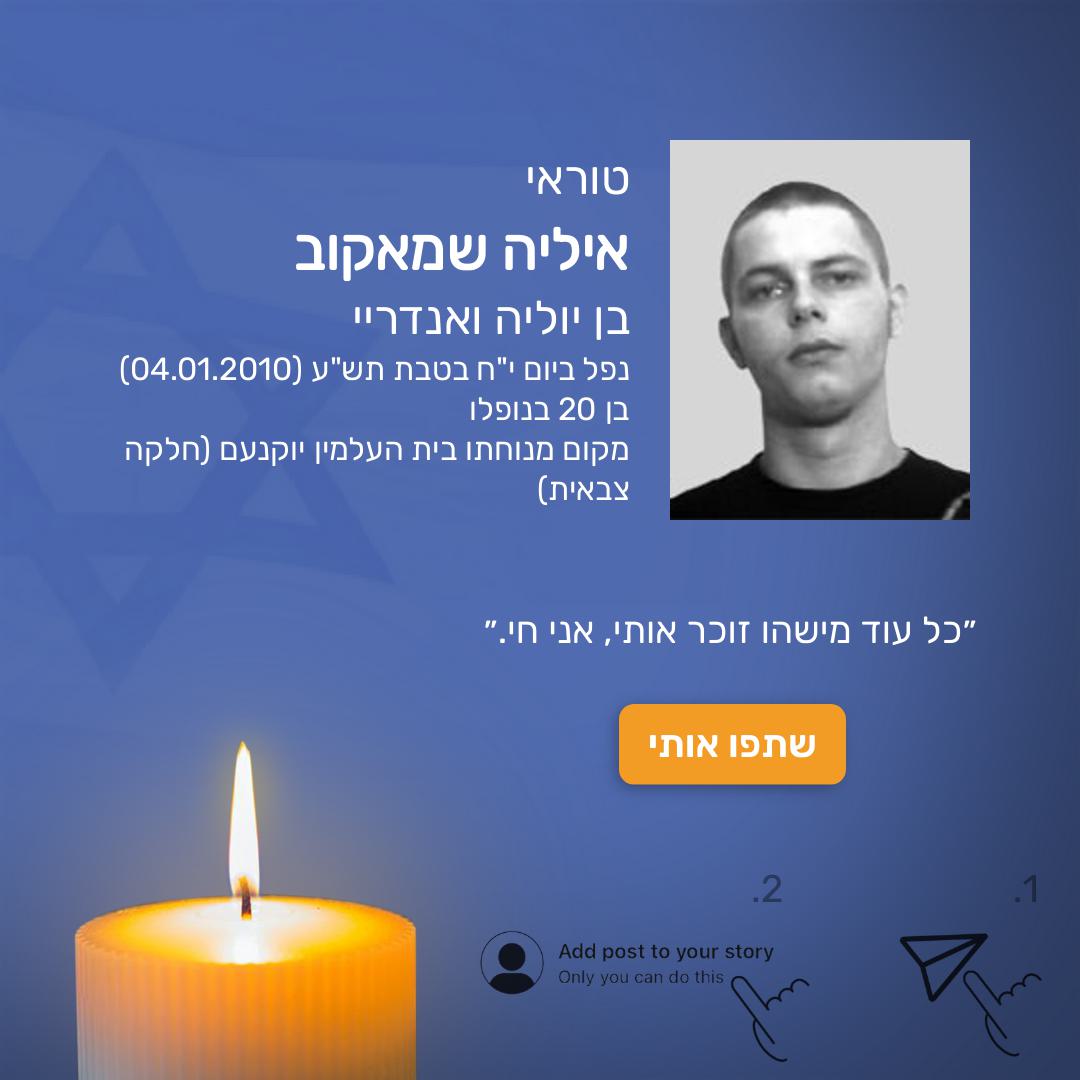 טוראי
איליה שמאקוב
בן יוליה ואנדריי
נפל ביום י"ח בטבת תש"ע (04.01.2010)
בן 20 בנופלו
מקום מנוחתו בית העלמין יוקנעם (חלקה
צבאית)
״כל עוד מישהו זוכר אותי, אני חי.״
שתפו אותי
1.
2.
Add post to your story
Only you can do this